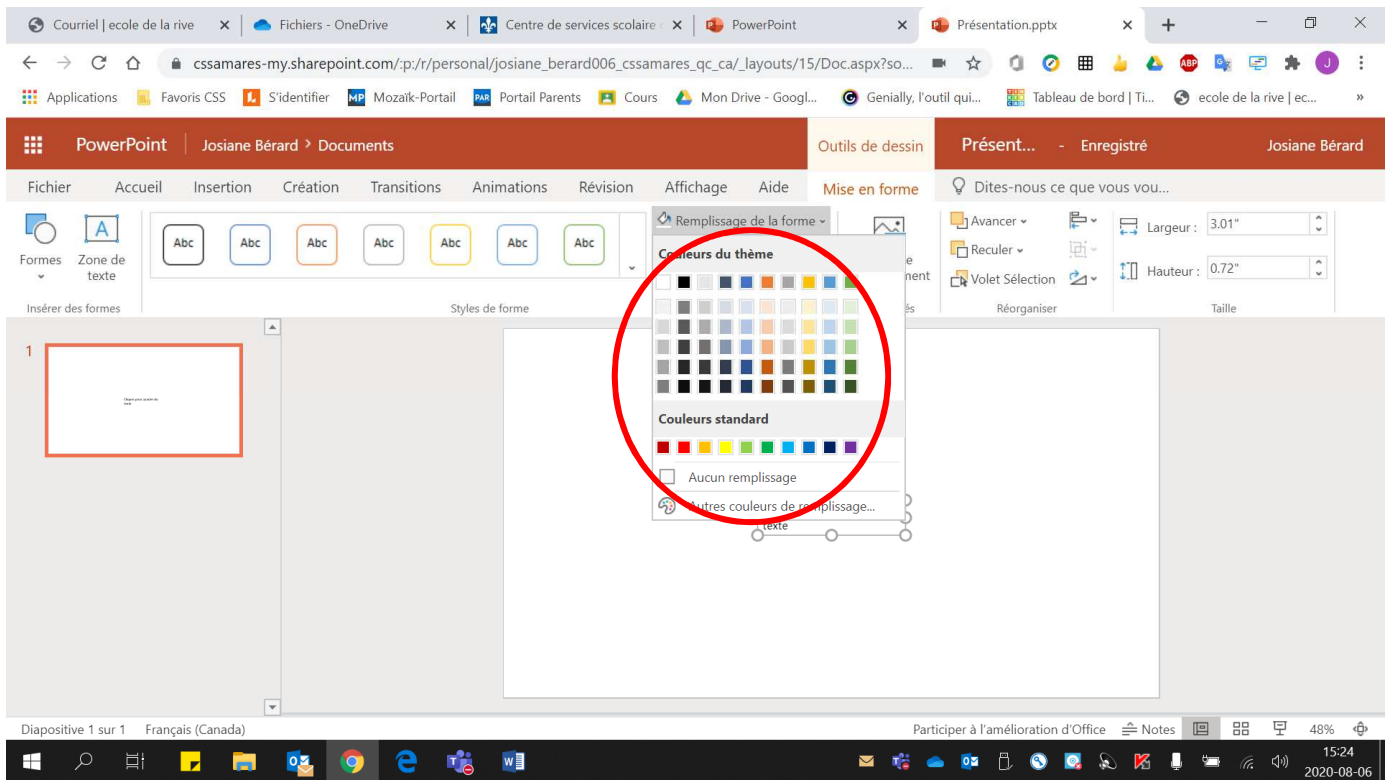 Courriel | ecole de la rive
Fichiers - OneDrive
Centre de services scolaire
PowerPoint
Présentation.pptx
cssamares-my.sharepoint.com/:p:/r/personal/josiane_berard006_cssamares_qc_ca/_layouts/15/Doc.aspx?so...
ABP
J
Applications
Favoris CSS
S'identifier
MP Mozaïk-Portail
PAR Portail Parents
Cours
Mon Drive - Googl...
Genially, l'outil qui...
Tableau de bord | Ti...
ecole de la rive | ec...
»
PowerPoint
Josiane Bérard > Documents
Outils de dessin
Présent... - Enregistré
Josiane Bérard
Fichier
Accueil
Insertion
Création
Transitions
Animations
Révision
Affichage
Aide
Mise en forme
Dites-nous ce que vous vou...
Formes
Zone de
texte
Insérer des formes
Abc Abc Abc Abc Abc Abc Abc
Styles de forme
Remplissage de la forme
Couleurs du thème
Couleurs standard
Aucun remplissage
Autres couleurs de remplissage...
Avancer
Reculer
Volet Sélection
Réorganiser
Largeur : 3.01"
Hauteur : 0.72"
Taille
1
texte
Diapositive 1 sur 1
Français (Canada)
Participer à l'amélioration d'Office
Notes
48%
15:24
2020-08-06